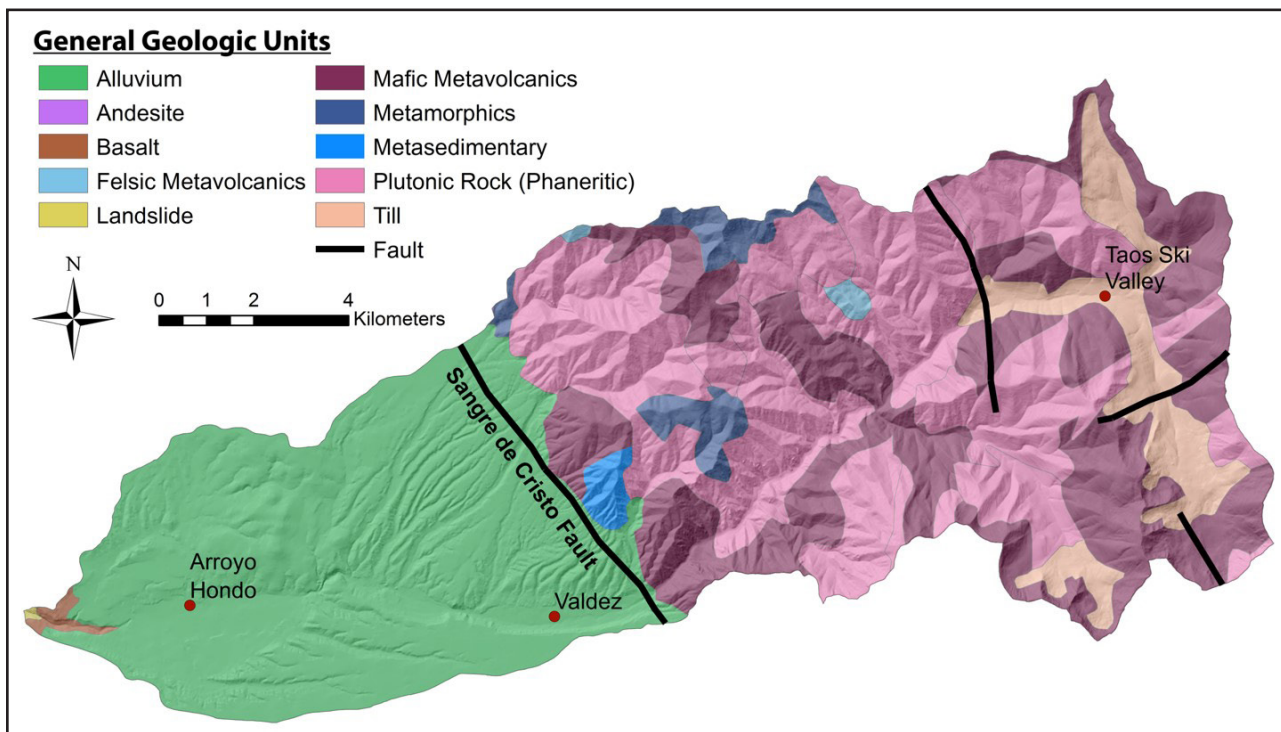 General Geologic Units
Alluvium
Andesite
Basalt
Felsic Metavolcanics
Landslide
Mafic Metavolcanics
Metamorphics
Metasedimentary
Plutonic Rock (Phaneritic)
Till
Fault
N
0 1 2 4
Kilometers
Taos Ski
Valley
Sangre de Cristo Fault
Arroyo
Hondo
Valdez